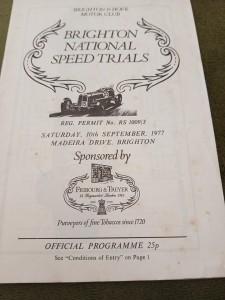 BRIGHTON & HOVE
MOTOR CLUB
BRIGHTON
NATIONAL
SPEED TRIALS
REG. PERMIT No. RS 1009/3
SATURDAY, 10th SEPTEMBER, 1977
MADEIRA DRIVE, BRIGHTON
Sponsored by
FRIBOURG & TREYER
Purveyors of fine Tobacco since 1720
OFFICIAL PROGRAMME 25p
See "Conditions of Entry" on Page 1